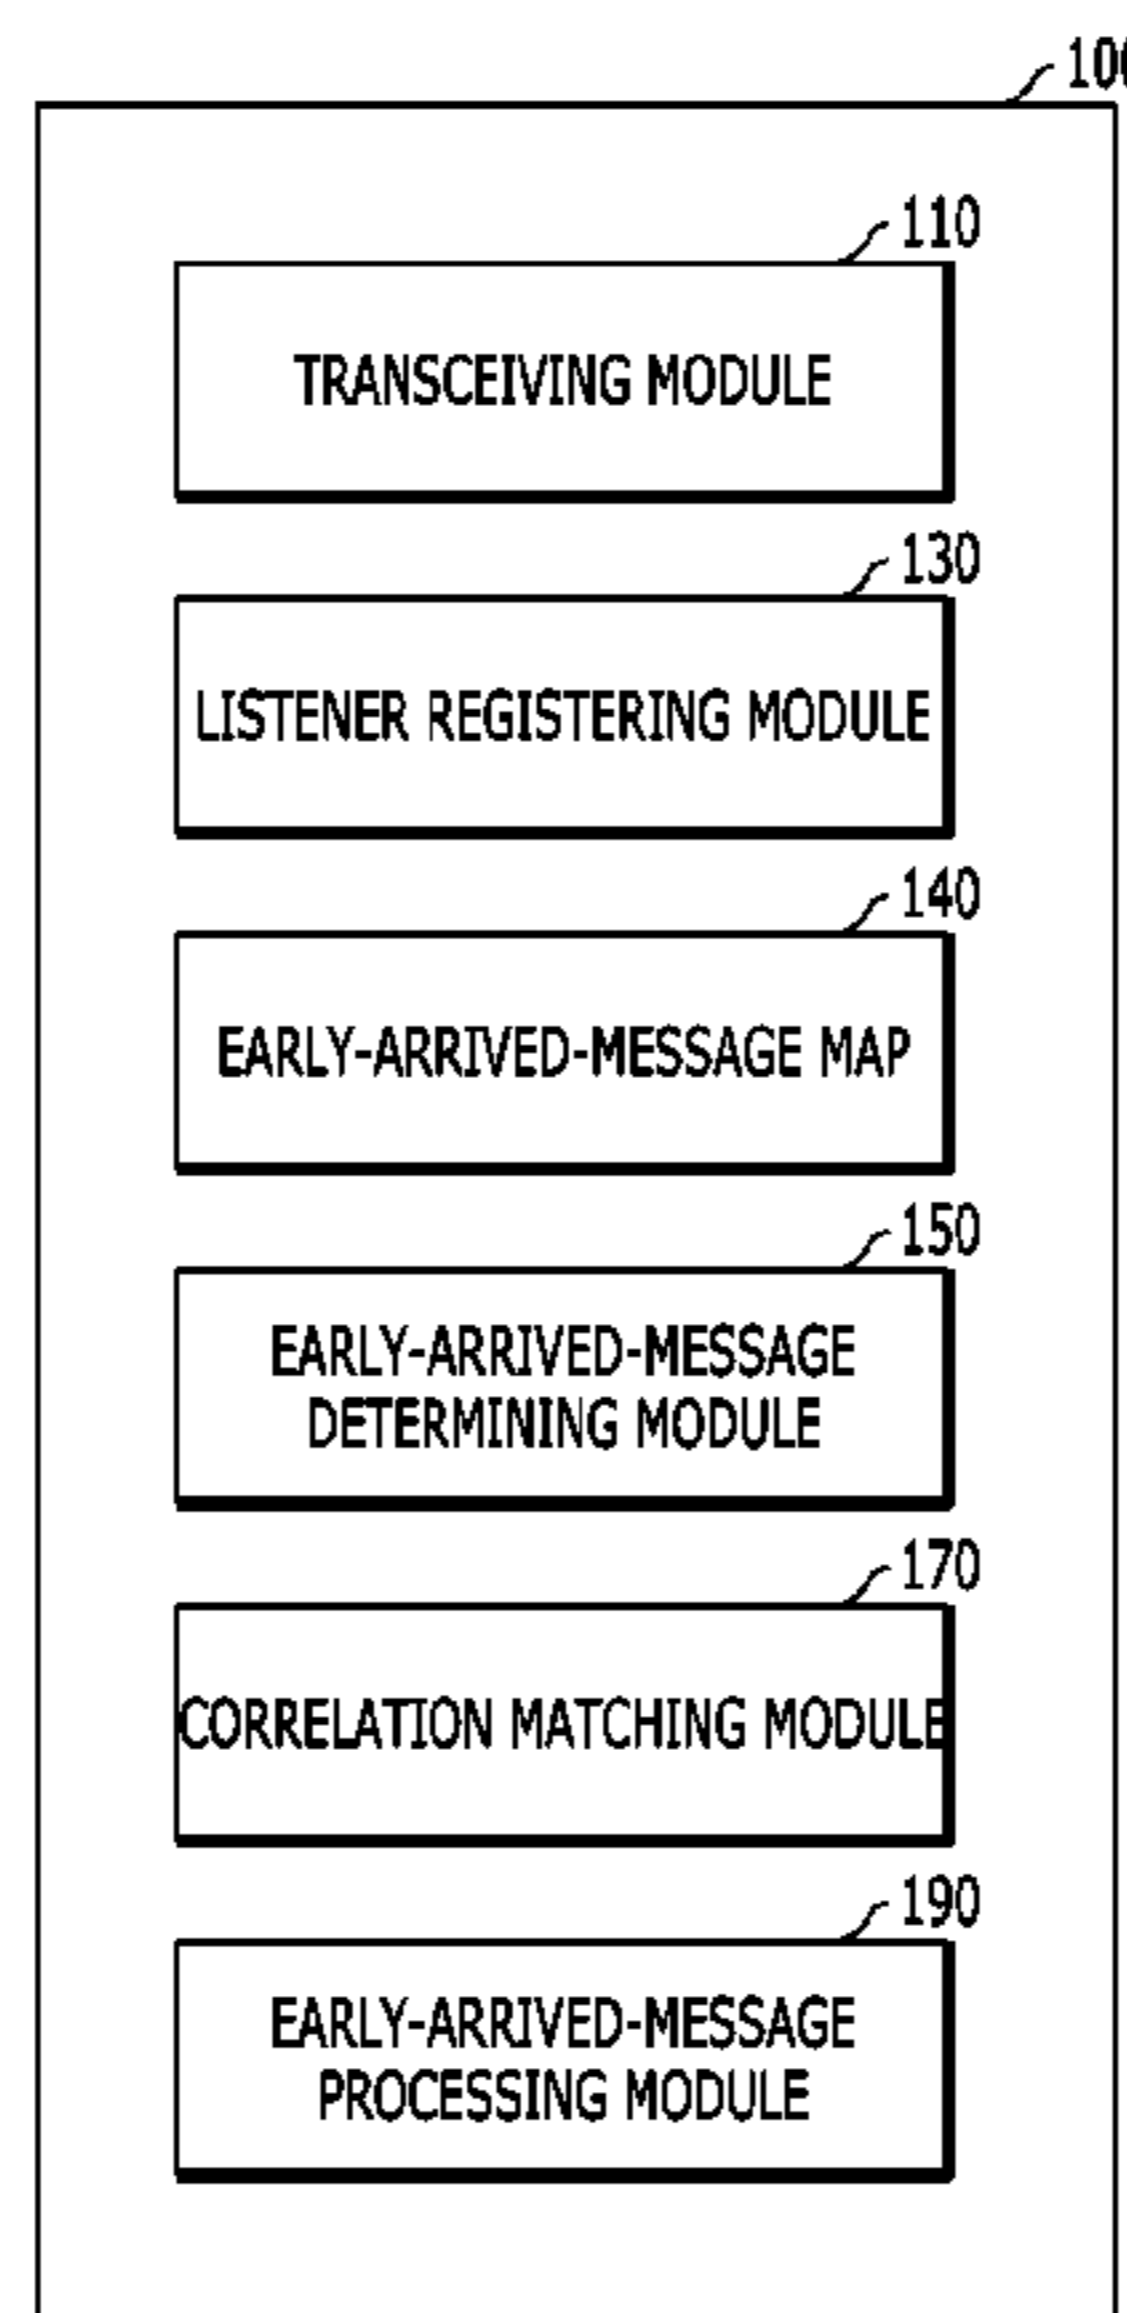 100
110
TRANSCEIVING MODULE
130
LISTENER REGISTERING MODULE
140
EARLY-ARRIVED-MESSAGE MAP
150
EARLY-ARRIVED-MESSAGE
DETERMINING MODULE
170
CORRELATION MATCHING MODULE
190
EARLY-ARRIVED-MESSAGE
PROCESSING MODULE